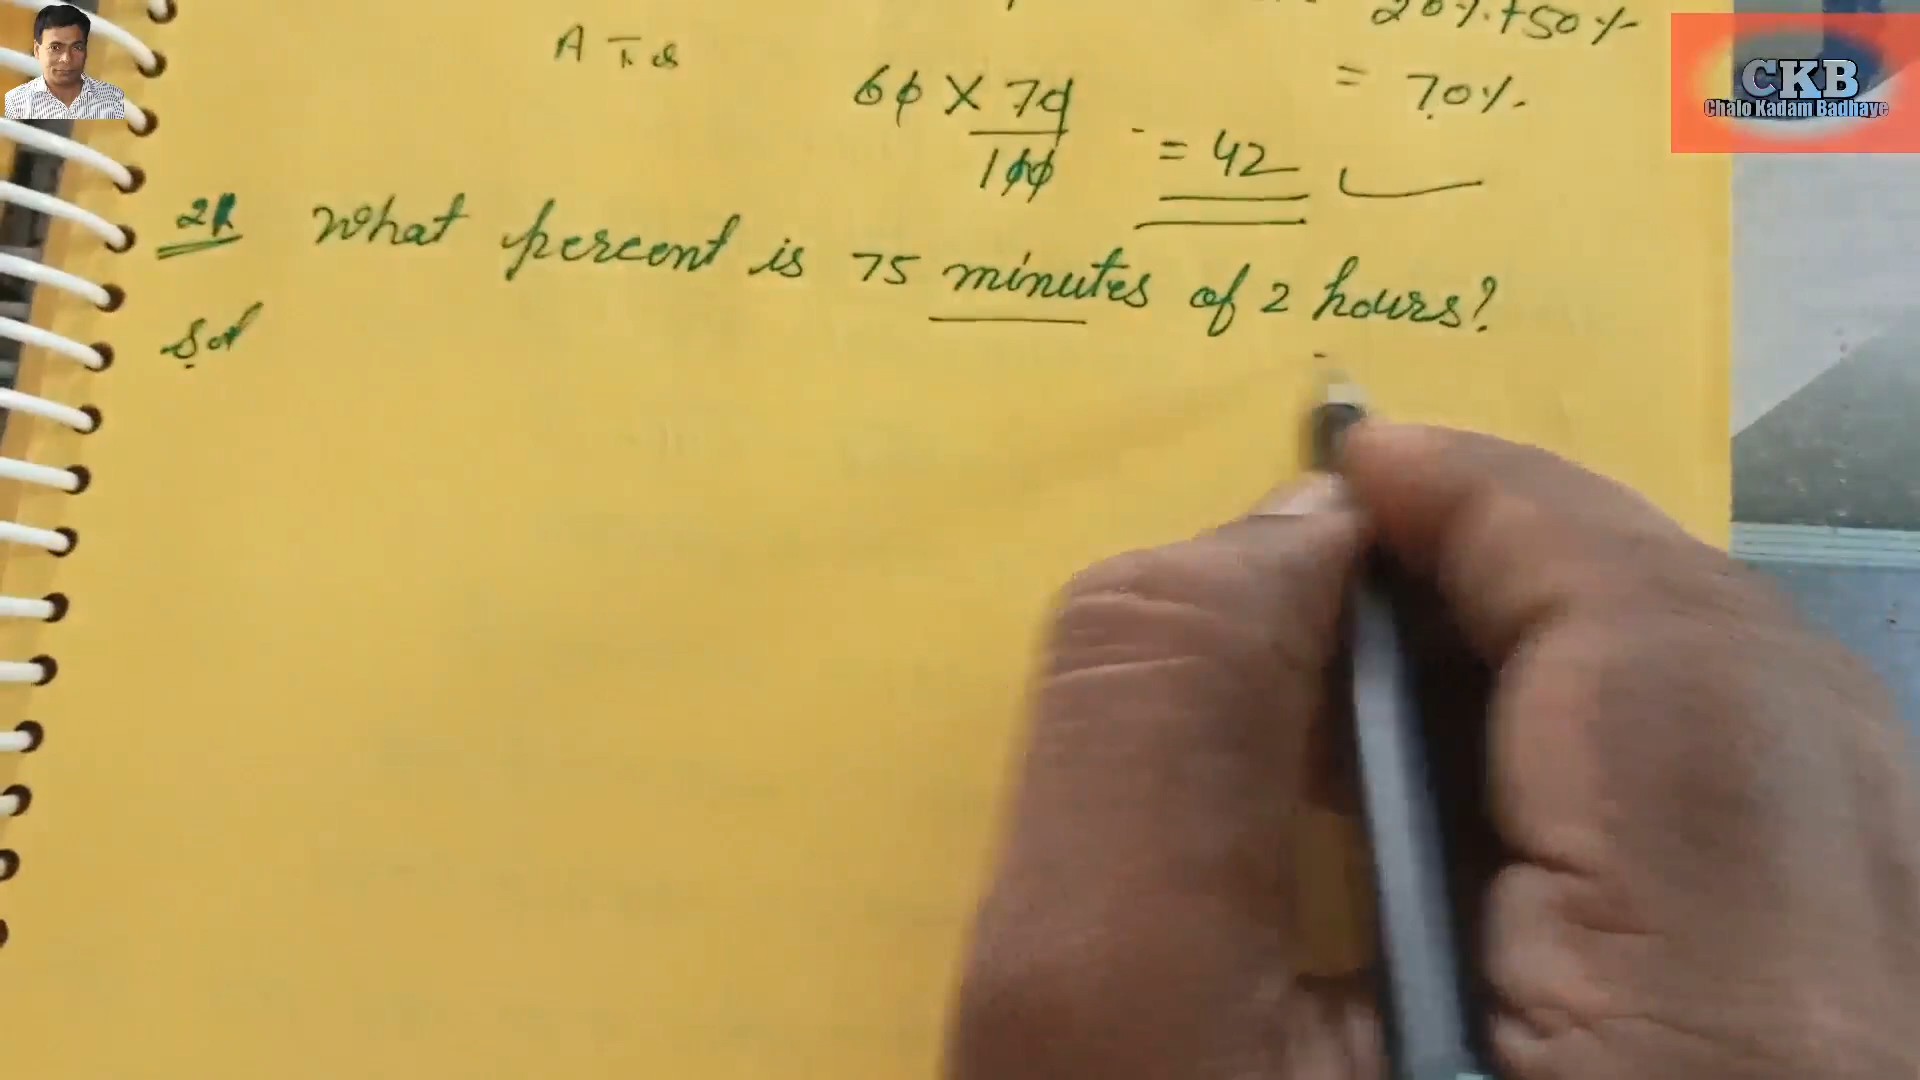 20%+50%
= 70%
CKB
Chalo Kadam Badhaye
A
60 X 70
100
= 42
What percent is 75 minutes of 2 hours?
Sol